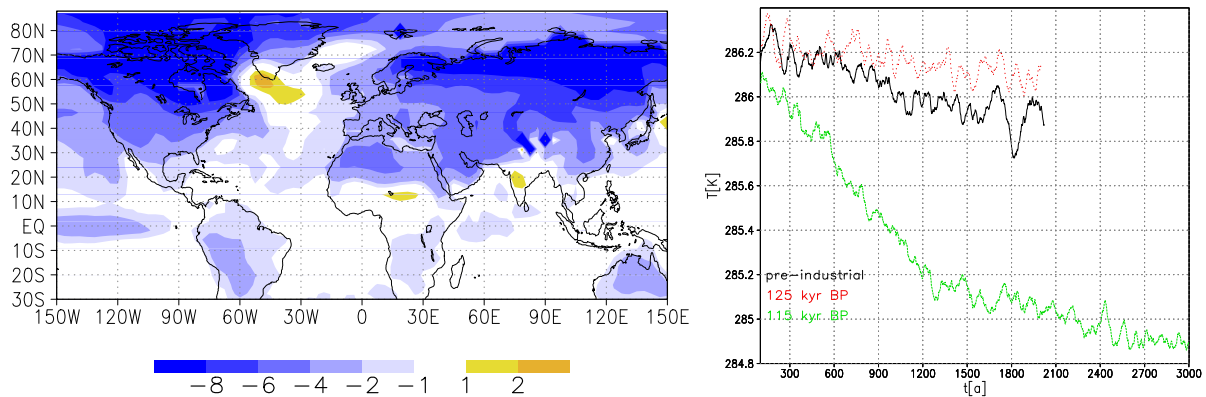 80N
70N
60N
50N
40N
30N
20N
10N
EQ
10S
20S
30S
150W 120W 90W 60W 30W 0 30E 60E 90E 120E 150E
−8 −6 −4 −2 −1 1 2
286.2
286
285.8
285.6
285.4
285.2
285
284.8
T[K]
pre−industrial
125 kyr BP
115 kyr BP
300 600 900 1200 1500 1800 2100 2400 2700 3000
t[a]